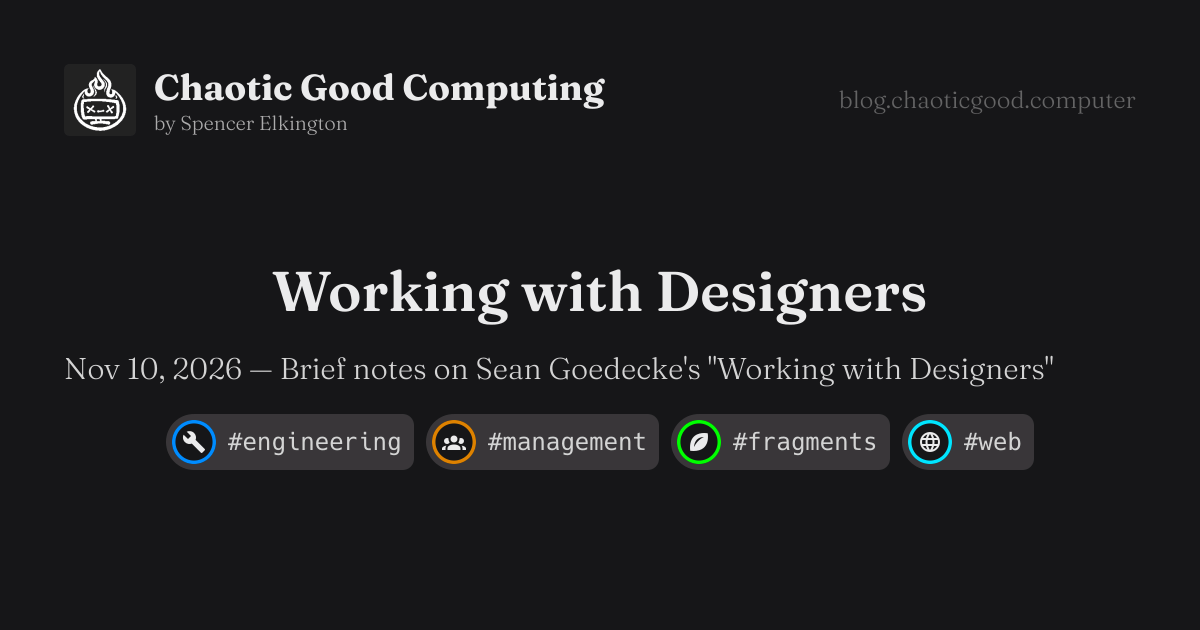 Chaotic Good Computing
by Spencer Elkington
blog.chaoticgood.computer
Working with Designers
Nov 10, 2026 — Brief notes on Sean Goedecke's "Working with Designers"
#engineering #management #fragments #web